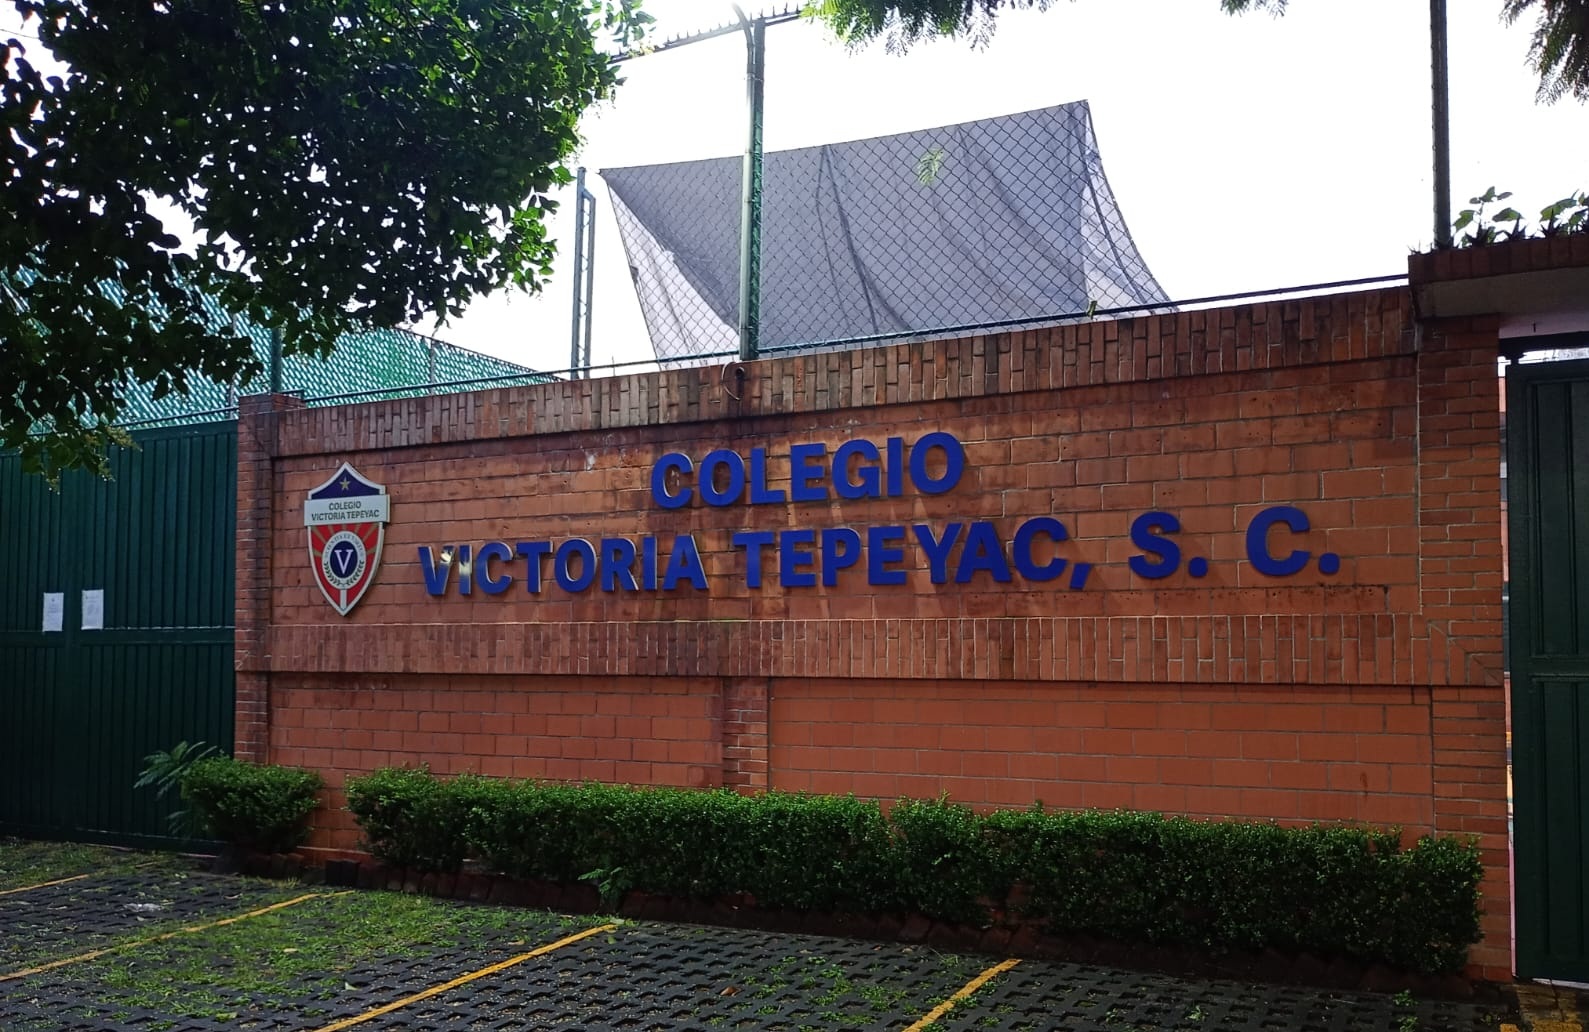 COLEGIO
VICTORIA TEPEYAC, S. C.
COLEGIO
VICTORIA TEPEYAC
V